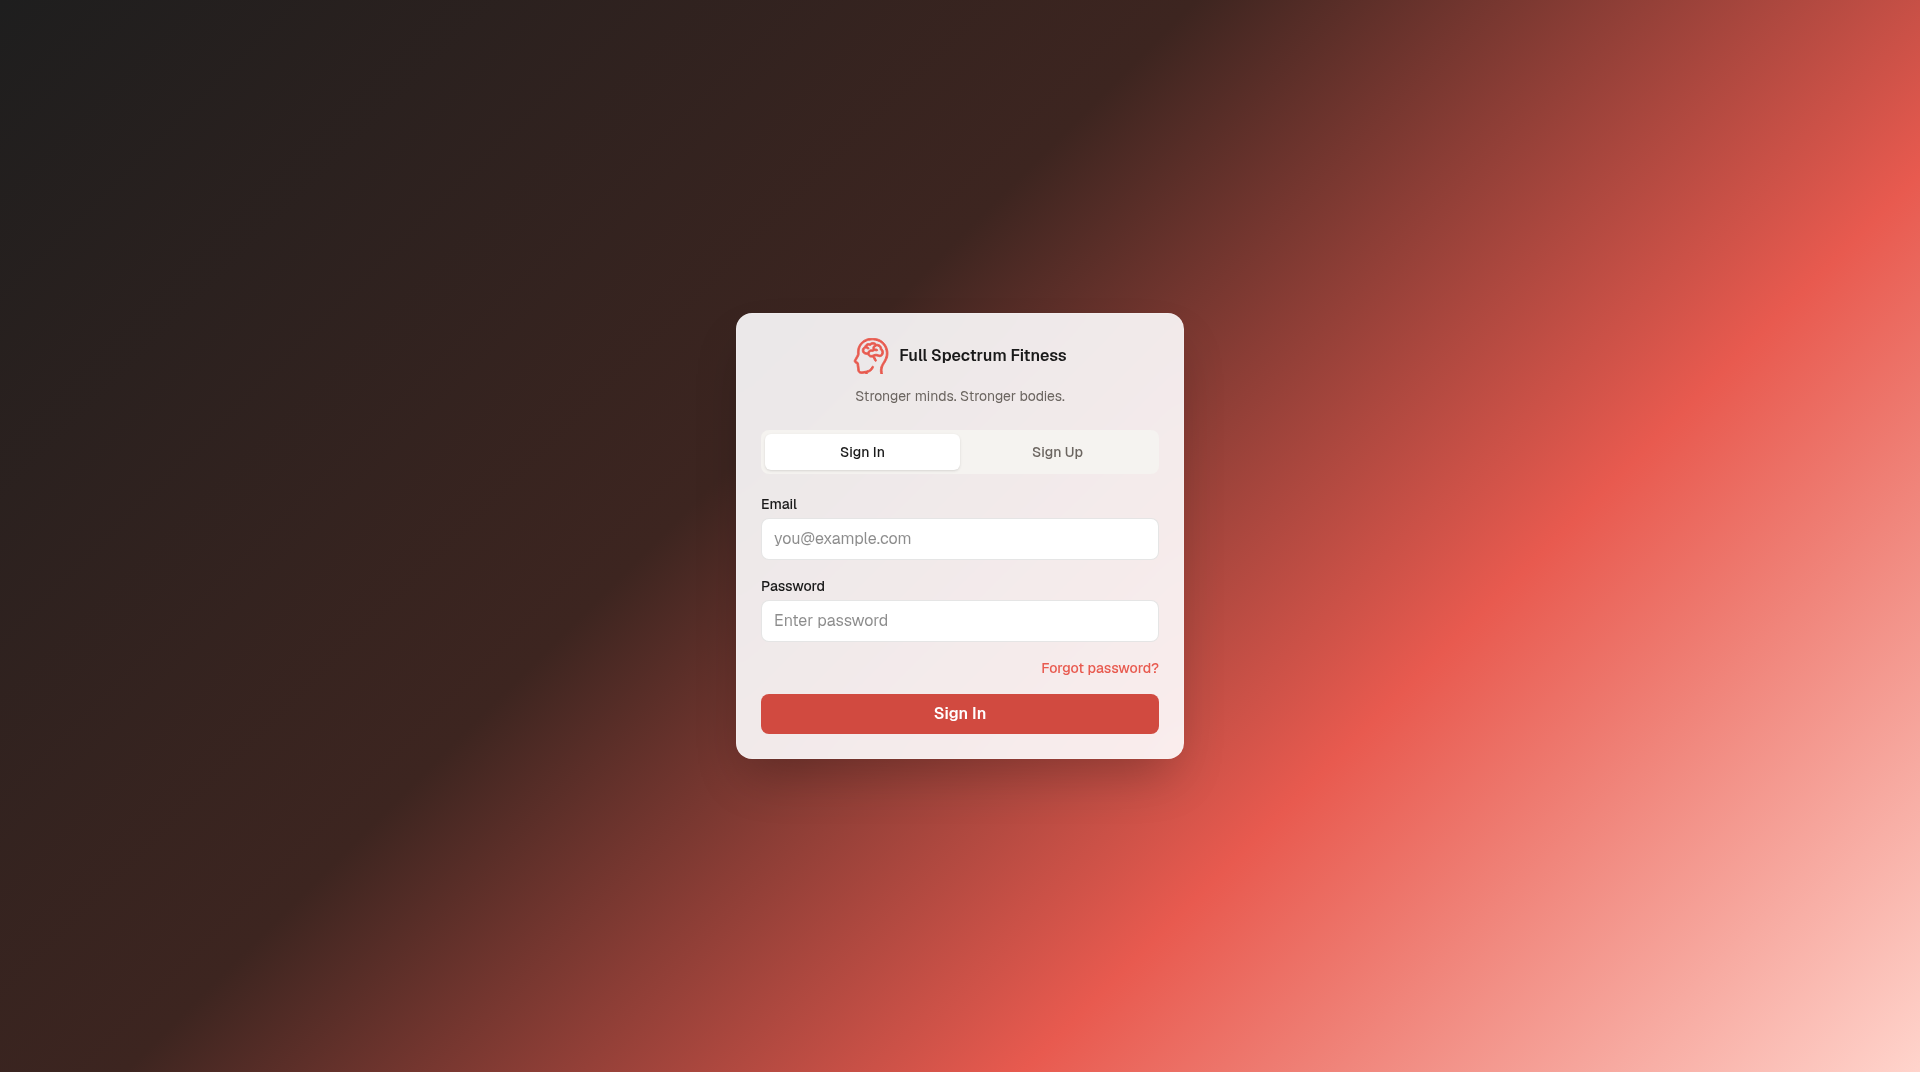 Full Spectrum Fitness
Stronger minds. Stronger bodies.
Sign In
Sign Up
Email
you@example.com
Password
Enter password
Forgot password?
Sign In